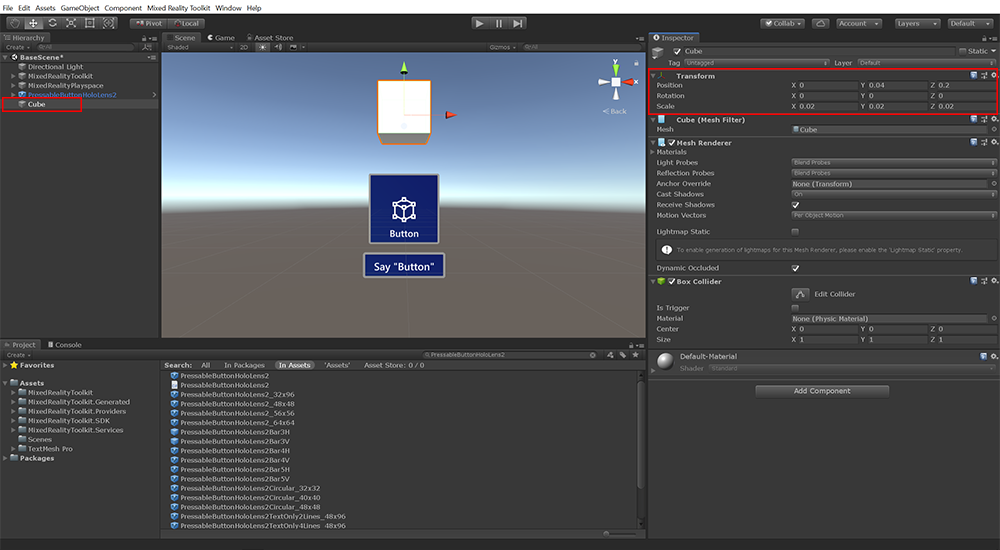 File Edit Assets GameObject Component Mixed Reality Toolkit Window Help
Pivot Local Collab Account Layers Default
Hierarchy
Create All
BaseScene*
Directional Light
MixedRealityToolkit
MixedRealityPlayspace
PressableButtonHoloLens2
Cube
Scene Game Asset Store
Shaded 2D Gizmos All
y
x
Back
Button
Say "Button"
Inspector
Cube Static
Tag Untagged Layer Default
Transform
Position X 0 Y 0.04 Z 0.2
Rotation X 0 Y 0 Z 0
Scale X 0.02 Y 0.02 Z 0.02
Cube (Mesh Filter)
Mesh Cube
Mesh Renderer
Materials
Light Probes Blend Probes
Reflection Probes Blend Probes
Anchor Override None (Transform)
Cast Shadows On
Receive Shadows
Motion Vectors Per Object Motion
Lightmap Static
To enable generation of lightmaps for this Mesh Renderer, please enable the 'Lightmap Static' property.
Dynamic Occluded
Box Collider
Edit Collider
Is Trigger
Material None (Physic Material)
Center X 0 Y 0 Z 0
Size X 1 Y 1 Z 1
Default-Material
Shader Standard
Add Component
Project Console
Create PressableButtonHoloLens2
Favorites
Assets
MixedRealityToolkit
MixedRealityToolkit.Generated
MixedRealityToolkit.Providers
MixedRealityToolkit.SDK
MixedRealityToolkit.Services
Scenes
TextMesh Pro
Packages
Search: All In Packages In Assets 'Assets' Asset Store: 0 / 0
PressableButtonHoloLens2
PressableButtonHoloLens2
PressableButtonHoloLens2_32x96
PressableButtonHoloLens2_48x48
PressableButtonHoloLens2_56x56
PressableButtonHoloLens2_64x64
PressableButtonHoloLens2Bar3H
PressableButtonHoloLens2Bar3V
PressableButtonHoloLens2Bar4H
PressableButtonHoloLens2Bar4V
PressableButtonHoloLens2Bar5H
PressableButtonHoloLens2Bar5V
PressableButtonHoloLens2Circular_32x32
PressableButtonHoloLens2Circular_40x40
PressableButtonHoloLens2Circular_48x48
PressableButtonHoloLens2TextOnly2Lines_48x96
PressableButtonHoloLens2TextOnly4Lines_48x96